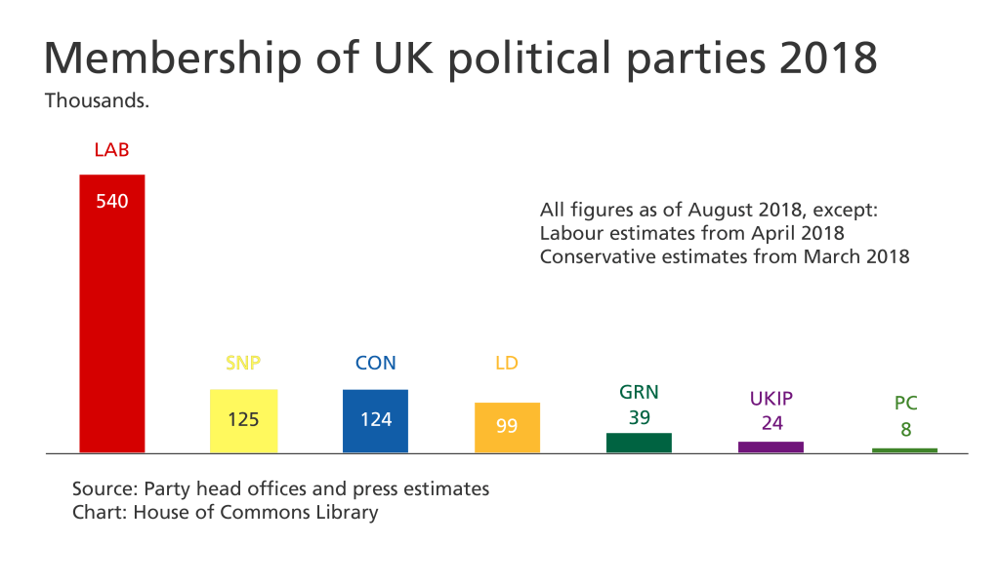 Membership of UK political parties 2018
Thousands.
LAB
540
All figures as of August 2018, except:
Labour estimates from April 2018
Conservative estimates from March 2018
SNP
125
CON
124
LD
99
GRN
39
UKIP
24
PC
8
Source: Party head offices and press estimates
Chart: House of Commons Library